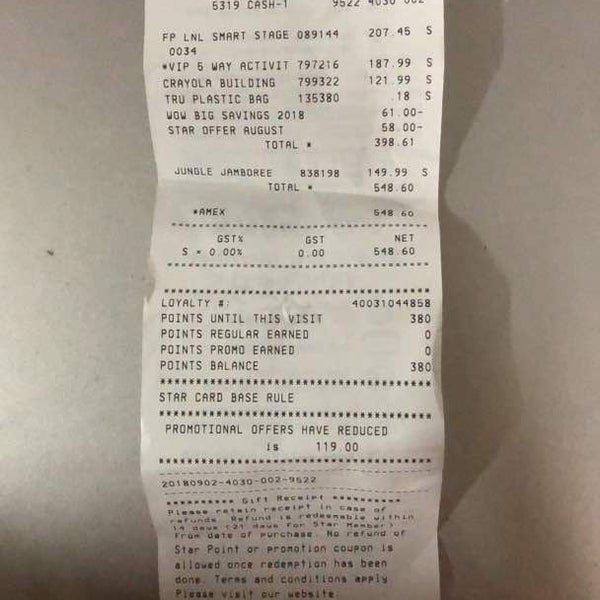 5319 CASH-1 9522 4030 002
FP LNL SMART STAGE 089144 207.45 S
0034
*VIP 5 WAY ACTIVIT 797216 187.99 S
CRAYOLA BUILDING 799322 121.99 S
TRU PLASTIC BAG 135380 .18 S
WOW BIG SAVINGS 2018 61.00-
STAR OFFER AUGUST 58.00-
TOTAL * 398.61
JUNGLE JAMBOREE 838198 149.99 S
TOTAL * 548.60
*AMEX 548.60
GST% GST NET
S * 0.00% 0.00 548.60
LOYALTY #: 40031044858
POINTS UNTIL THIS VISIT 380
POINTS REGULAR EARNED 0
POINTS PROMO EARNED 0
POINTS BALANCE 380
STAR CARD BASE RULE
PROMOTIONAL OFFERS HAVE REDUCED
is 119.00
20180902-4030-002-9522
********** Gift Receipt **********
Please retain receipt in case of
refunds. Refund is redeemable within
14 days (21 days For Star Member)
From date of purchase. No refund of
Star Point or promotion coupon is
allowed once redemption has been
done. Terms and conditions apply
Please visit our website